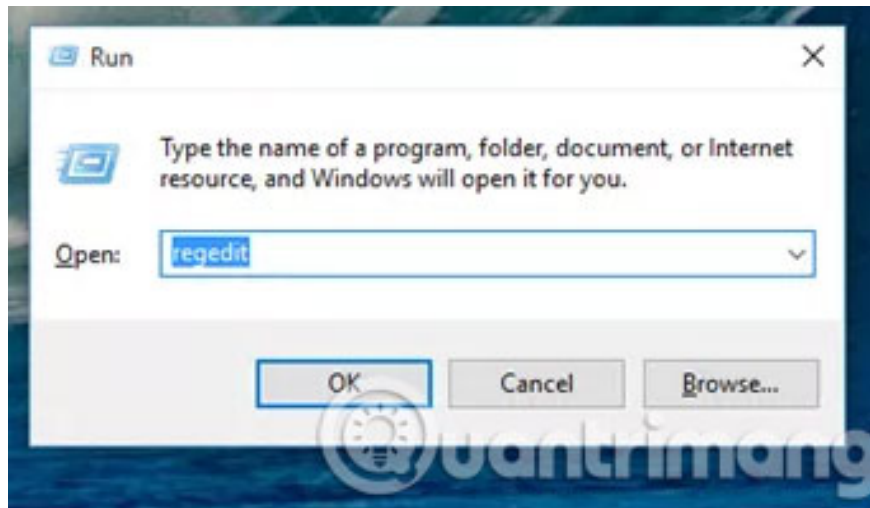 Run
Type the name of a program, folder, document, or Internet
resource, and Windows will open it for you.
Open:
regedit
OK
Cancel
Browse...
Quantrimang